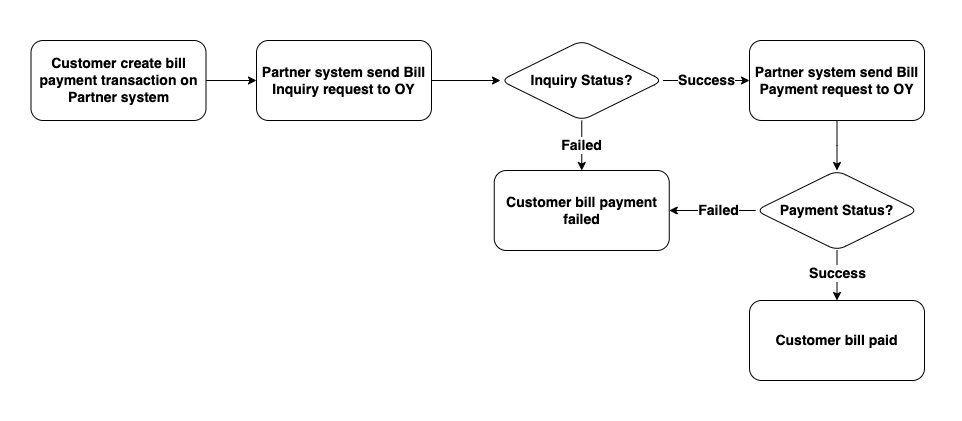 Customer create bill
payment transaction on
Partner system
Partner system send Bill
Inquiry request to OY
Inquiry Status?
Success
Partner system send Bill
Payment request to OY
Failed
Customer bill payment
failed
Failed
Payment Status?
Success
Customer bill paid